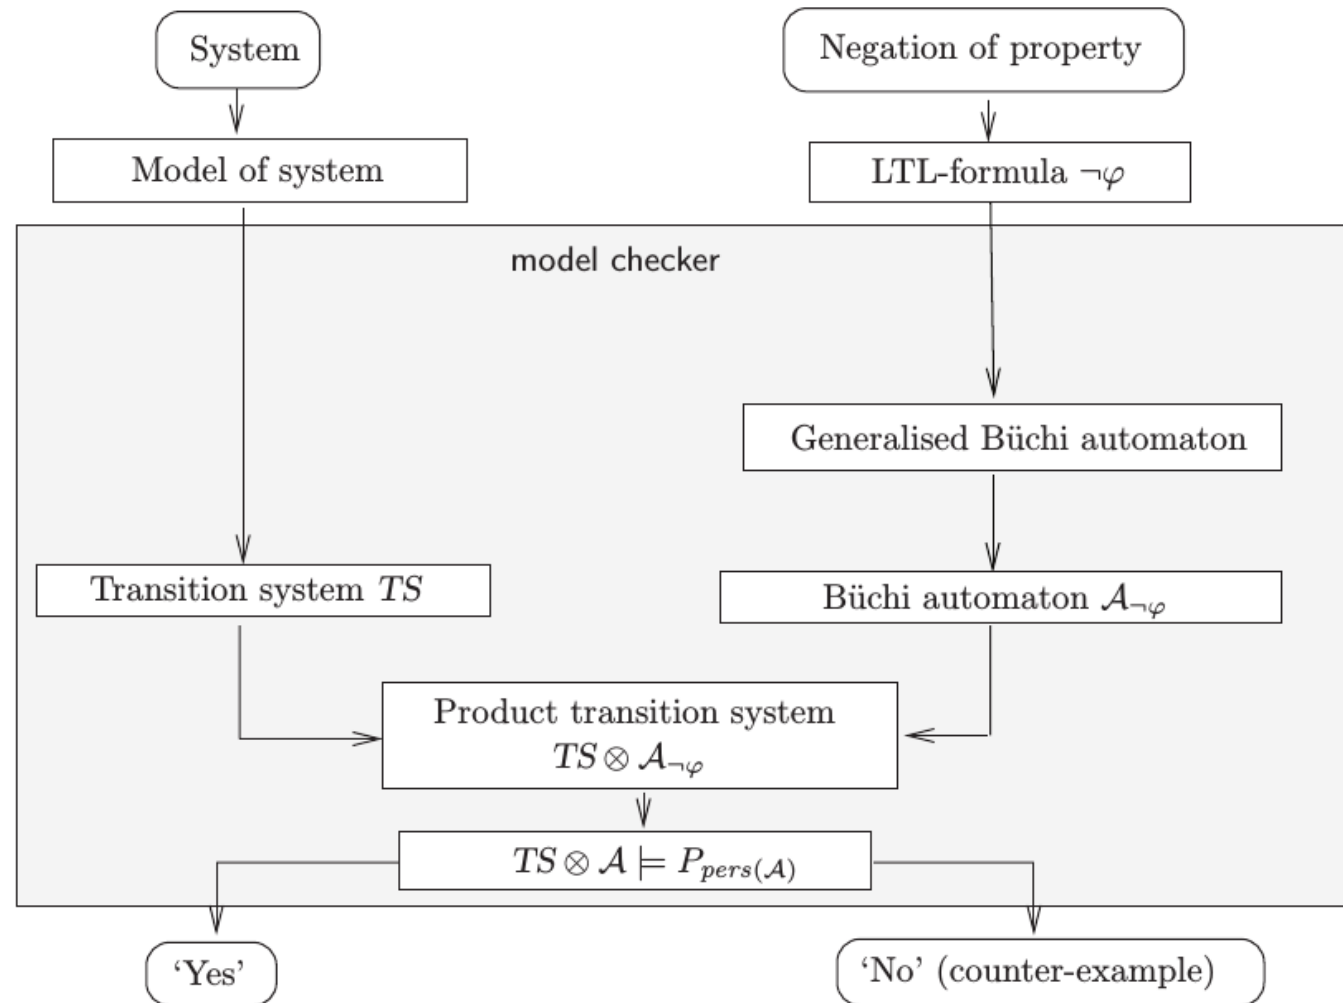 System
Negation of property
Model of system
LTL-formula ¬φ
model checker
Generalised Büchi automaton
Transition system TS
Büchi automaton 𝒜¬φ
Product transition system
TS ⊗ 𝒜¬φ
TS ⊗ 𝒜 ⊨ Ppers(𝒜)
‘Yes’
‘No’ (counter-example)